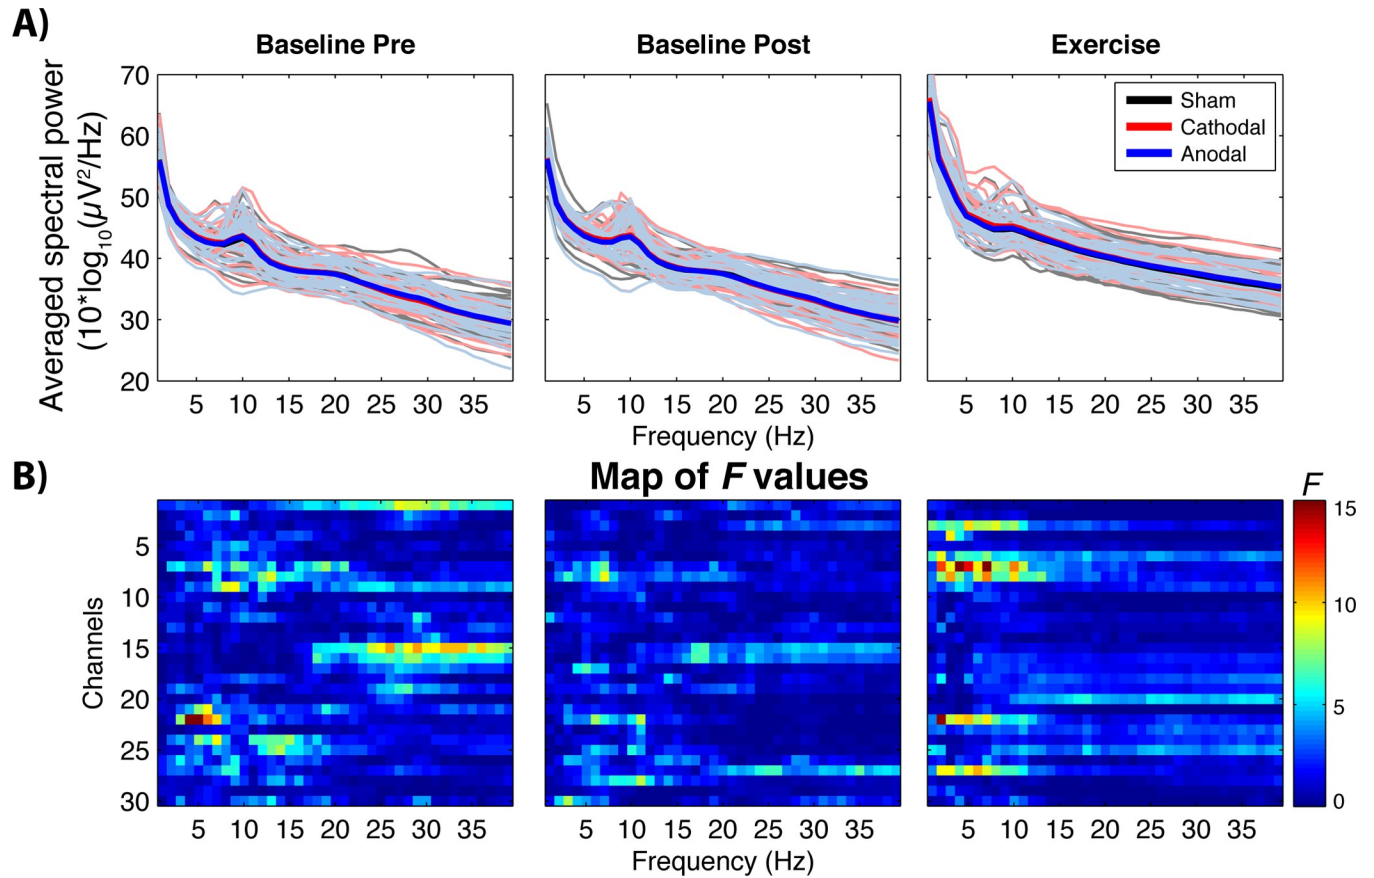 A)
Baseline Pre
Baseline Post
Exercise
Averaged spectral power
(10*log10(µV2/Hz)
70
60
50
40
30
20
Sham
Cathodal
Anodal
5 10 15 20 25 30 35
5 10 15 20 25 30 35
5 10 15 20 25 30 35
Frequency (Hz)
B)
Map of F values
Channels
5
10
15
20
25
30
F
15
10
5
0
5 10 15 20 25 30 35
5 10 15 20 25 30 35
5 10 15 20 25 30 35
Frequency (Hz)